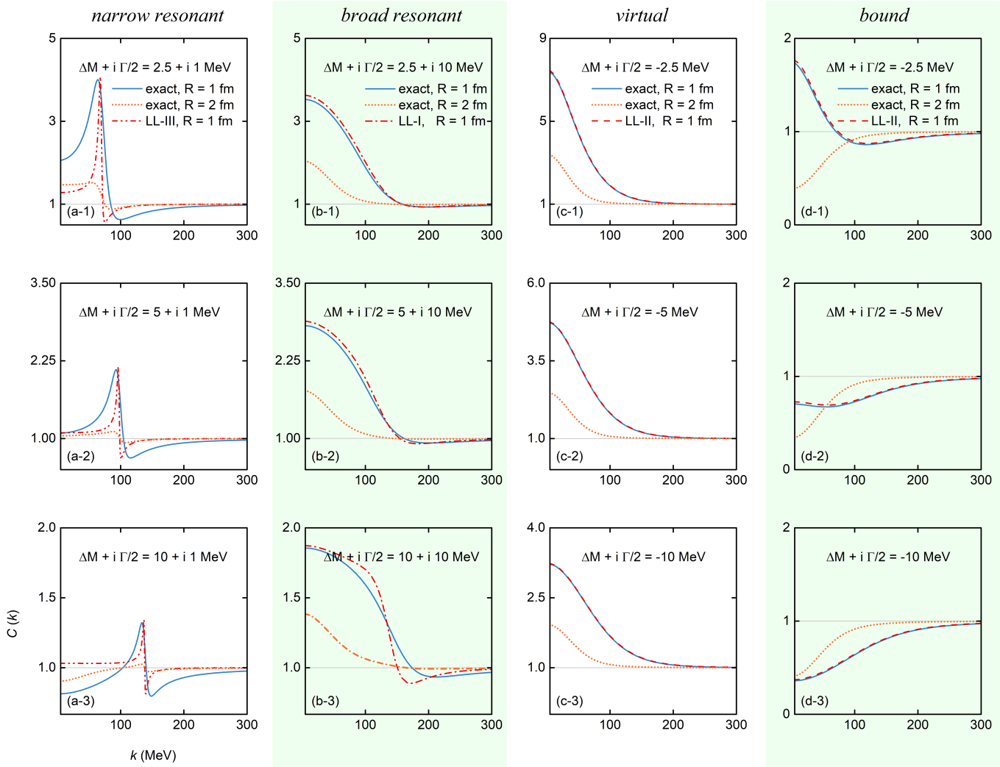 narrow resonant
broad resonant
virtual
bound
5
3
1
ΔM + i Γ/2 = 2.5 + i 1 MeV
exact, R = 1 fm
exact, R = 2 fm
LL-III, R = 1 fm
(a-1)
100
200
300
5
3
1
ΔM + i Γ/2 = 2.5 + i 10 MeV
exact, R = 1 fm
exact, R = 2 fm
LL-I, R = 1 fm
(b-1)
100
200
300
9
5
1
ΔM + i Γ/2 = -2.5 MeV
exact, R = 1 fm
exact, R = 2 fm
LL-II, R = 1 fm
(c-1)
100
200
300
2
1
0
ΔM + i Γ/2 = -2.5 MeV
exact, R = 1 fm
exact, R = 2 fm
LL-II, R = 1 fm
(d-1)
100
200
300
3.50
2.25
1.00
ΔM + i Γ/2 = 5 + i 1 MeV
(a-2)
100
200
300
3.50
2.25
1.00
ΔM + i Γ/2 = 5 + i 10 MeV
(b-2)
100
200
300
6.0
3.5
1.0
ΔM + i Γ/2 = -5 MeV
(c-2)
100
200
300
2
1
0
ΔM + i Γ/2 = -5 MeV
(d-2)
100
200
300
2.0
1.5
1.0
ΔM + i Γ/2 = 10 + i 1 MeV
(a-3)
100
200
300
C (k)
k (MeV)
2.0
1.5
1.0
ΔM + i Γ/2 = 10 + i 10 MeV
(b-3)
100
200
300
4.0
2.5
1.0
ΔM + i Γ/2 = -10 MeV
(c-3)
100
200
300
2
1
0
ΔM + i Γ/2 = -10 MeV
(d-3)
100
200
300